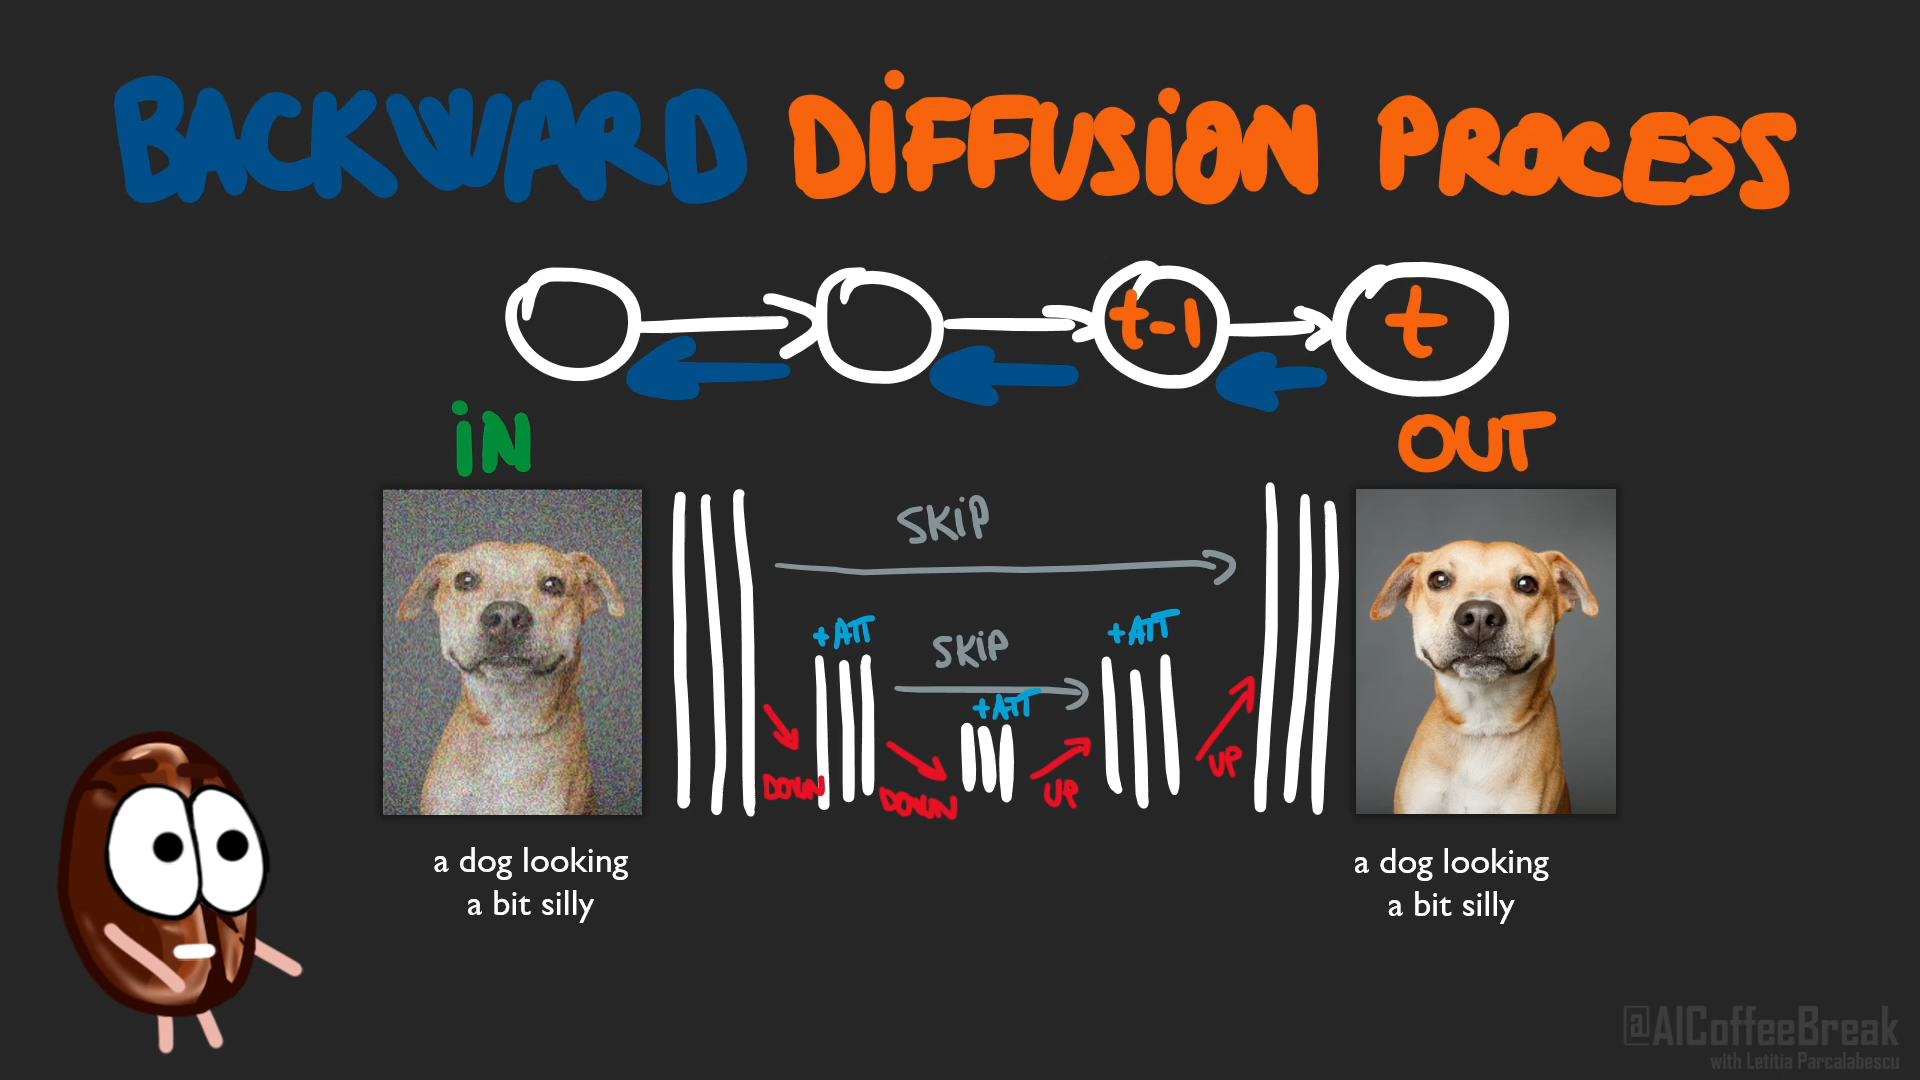 BACKWARD DIFFUSION PROCESS
t-1
t
IN
OUT
SKIP
+ATT
+ATT
SKIP
+ATT
DOWN
DOWN
UP
UP
a dog looking
a bit silly
a dog looking
a bit silly
@AICoffeeBreak
with Letitia Parcalabescu